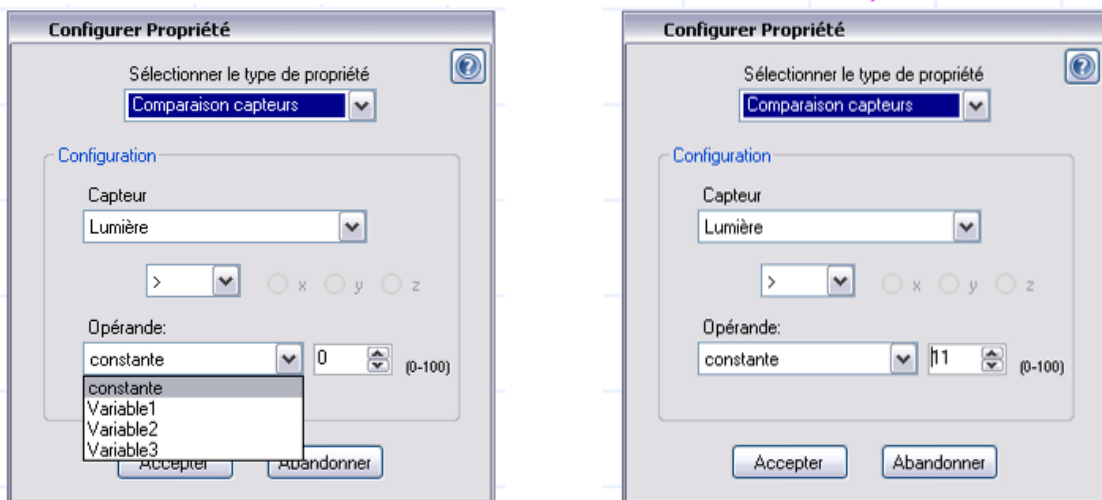 Configurer Propriété
Sélectionner le type de propriété
Comparaison capteurs
Configuration
Capteur
Lumière
> x y z
Opérande:
constante 0 (0-100)
constante
Variable1
Variable2
Variable3
Accepter Abandonner
Configurer Propriété
Sélectionner le type de propriété
Comparaison capteurs
Configuration
Capteur
Lumière
> x y z
Opérande:
constante 11 (0-100)
Accepter Abandonner